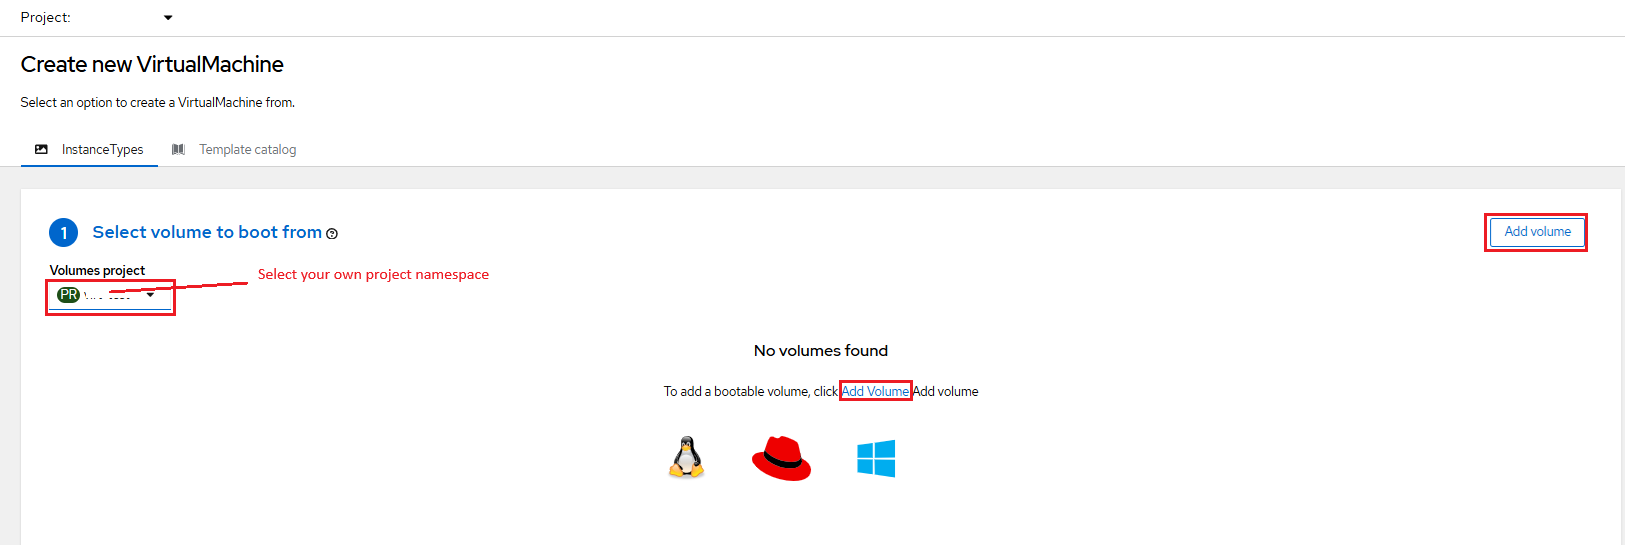 Project:
Create new VirtualMachine
Select an option to create a VirtualMachine from.
InstanceTypes Template catalog
1 Select volume to boot from
Add volume
Volumes project
Select your own project namespace
PR
No volumes found
To add a bootable volume, click Add Volume Add volume